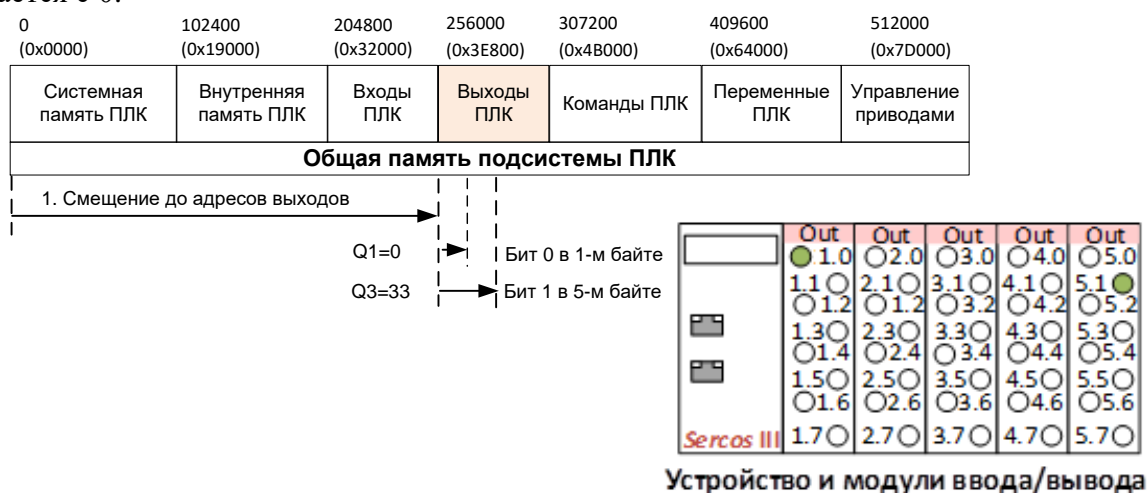 0 102400 204800 256000 307200 409600 512000
(0x0000) (0x19000) (0x32000) (0x3E800) (0x4B000) (0x64000) (0x7D000)
Системная Внутренняя Входы Выходы Команды ПЛК Переменные Управление
память ПЛК память ПЛК ПЛК ПЛК ПЛК приводами
Общая память подсистемы ПЛК
1. Смещение до адресов выходов
Q1=0 Бит 0 в 1-м байте
Q3=33 Бит 1 в 5-м байте
Out Out Out Out Out
1.0 2.0 3.0 4.0 5.0
1.1 2.1 3.1 4.1 5.1
1.2 1.2 3.2 4.2 5.2
1.3 2.3 3.3 4.3 5.3
1.4 2.4 3.4 4.4 5.4
1.5 2.5 3.5 4.5 5.5
1.6 2.6 3.6 4.6 5.6
Sercos III 1.7 2.7 3.7 4.7 5.7
Устройство и модули ввода/вывода